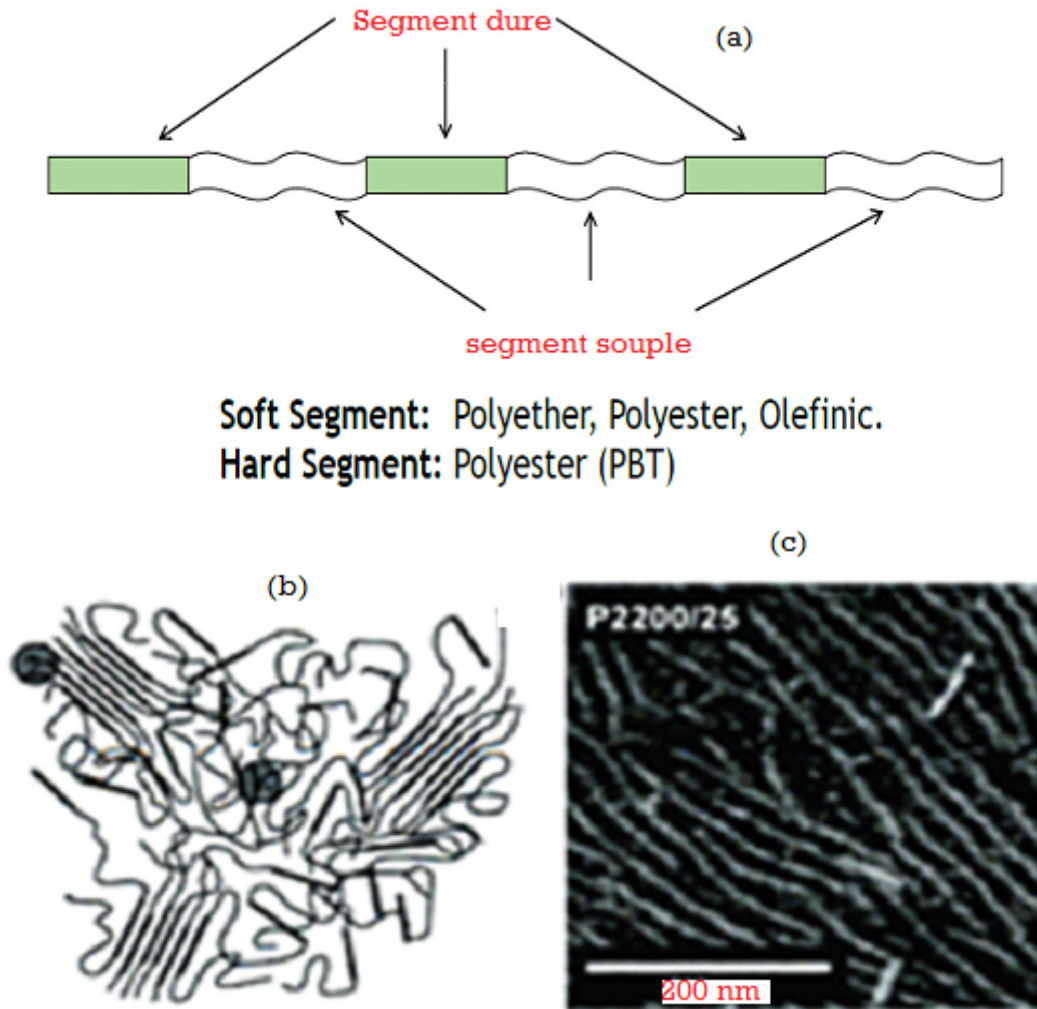 Segment dure
(a)
segment souple
Soft Segment: Polyether, Polyester, Olefinic.
Hard Segment: Polyester (PBT)
(b)
(c)
P2200/25
200 nm